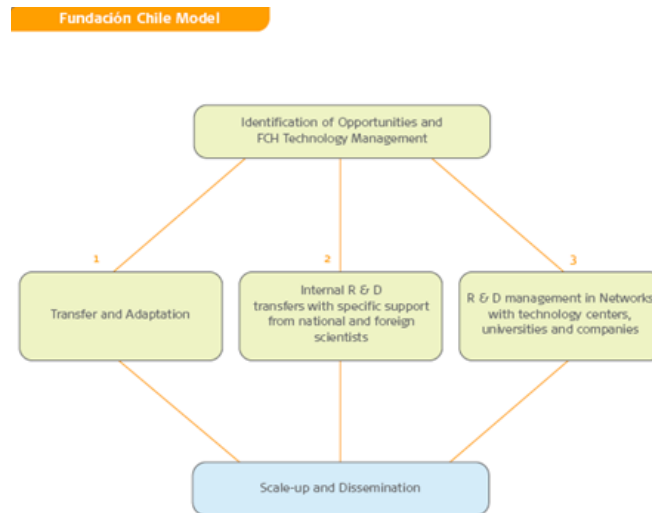 Fundación Chile Model
Identification of Opportunities and
FCH Technology Management
1
2
3
Transfer and Adaptation
Internal R & D
transfers with specific support
from national and foreign
scientists
R & D management in Networks
with technology centers,
universities and companies
Scale-up and Dissemination